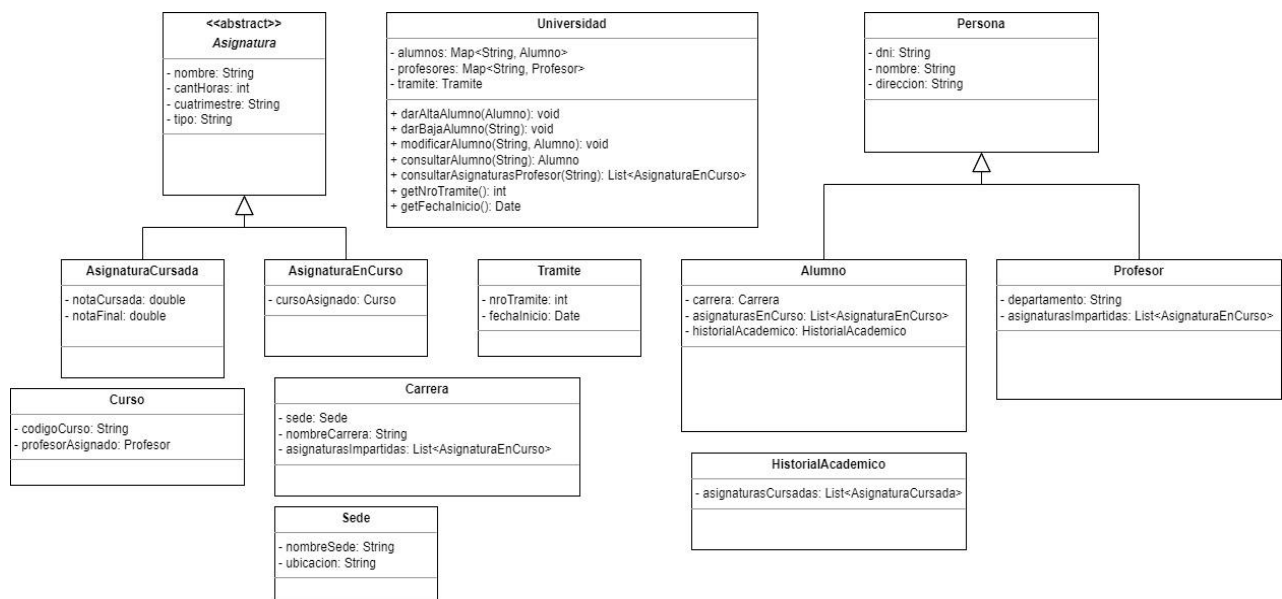 <<abstract>>
Asignatura
- nombre: String
- cantHoras: int
- cuatrimestre: String
- tipo: String
Universidad
- alumnos: Map<String, Alumno>
- profesores: Map<String, Profesor>
- tramite: Tramite
+ darAltaAlumno(Alumno): void
+ darBajaAlumno(String): void
+ modificarAlumno(String, Alumno): void
+ consultarAlumno(String): Alumno
+ consultarAsignaturasProfesor(String): List<AsignaturaEnCurso>
+ getNroTramite(): int
+ getFechaInicio(): Date
Persona
- dni: String
- nombre: String
- direccion: String
AsignaturaCursada
- notaCursada: double
- notaFinal: double
AsignaturaEnCurso
- cursoAsignado: Curso
Tramite
- nroTramite: int
- fechaInicio: Date
Alumno
- carrera: Carrera
- asignaturasEnCurso: List<AsignaturaEnCurso>
- historialAcademico: HistorialAcademico
Profesor
- departamento: String
- asignaturasImpartidas: List<AsignaturaEnCurso>
Curso
- codigoCurso: String
- profesorAsignado: Profesor
Carrera
- sede: Sede
- nombreCarrera: String
- asignaturasImpartidas: List<AsignaturaEnCurso>
HistorialAcademico
- asignaturasCursadas: List<AsignaturaCursada>
Sede
- nombreSede: String
- ubicacion: String